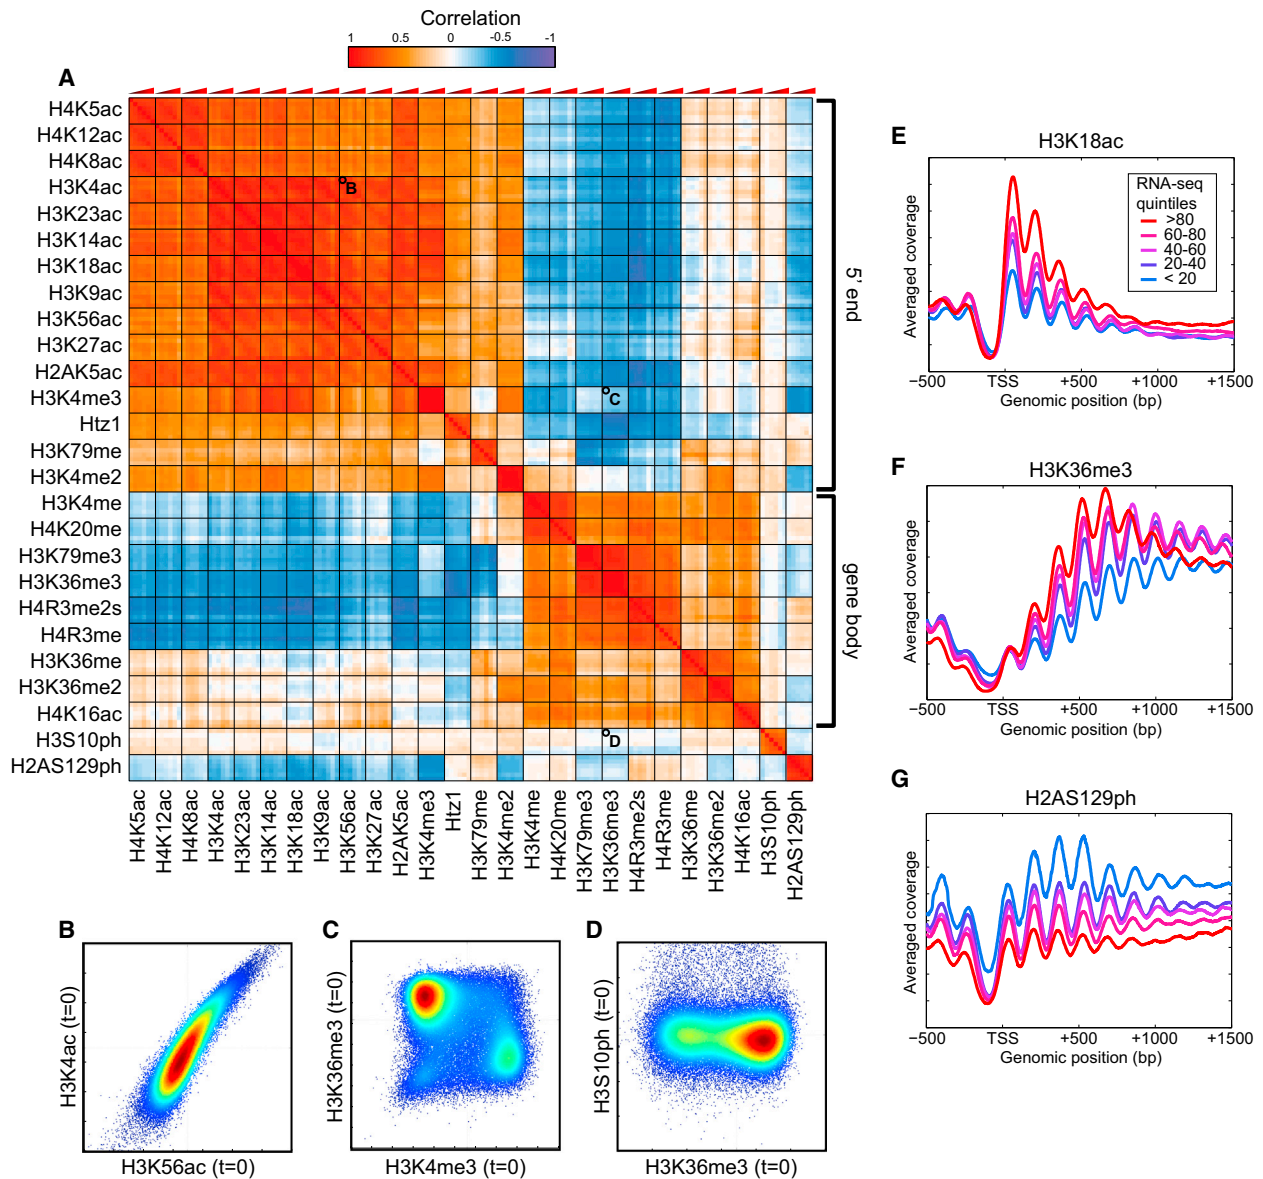 Correlation
1 0.5 0 -0.5 -1
A
H4K5ac
H4K12ac
H4K8ac
H3K4ac
H3K23ac
H3K14ac
H3K18ac
H3K9ac
H3K56ac
H3K27ac
H2AK5ac
H3K4me3
Htz1
H3K79me
H3K4me2
H3K4me
H4K20me
H3K79me3
H3K36me3
H4R3me2s
H4R3me
H3K36me
H3K36me2
H4K16ac
H3S10ph
H2AS129ph
B
C
D
5' end
gene body
H4K5ac
H4K12ac
H4K8ac
H3K4ac
H3K23ac
H3K14ac
H3K18ac
H3K9ac
H3K56ac
H3K27ac
H2AK5ac
H3K4me3
Htz1
H3K79me
H3K4me2
H3K4me
H4K20me
H3K79me3
H3K36me3
H4R3me2s
H4R3me
H3K36me
H3K36me2
H4K16ac
H3S10ph
H2AS129ph
B
H3K4ac (t=0)
H3K56ac (t=0)
C
H3K36me3 (t=0)
H3K4me3 (t=0)
D
H3S10ph (t=0)
H3K36me3 (t=0)
E
H3K18ac
Averaged coverage
RNA-seq
quintiles
>80
60-80
40-60
20-40
< 20
−500 TSS +500 +1000 +1500
Genomic position (bp)
F
H3K36me3
Averaged coverage
−500 TSS +500 +1000 +1500
Genomic position (bp)
G
H2AS129ph
Averaged coverage
−500 TSS +500 +1000 +1500
Genomic position (bp)